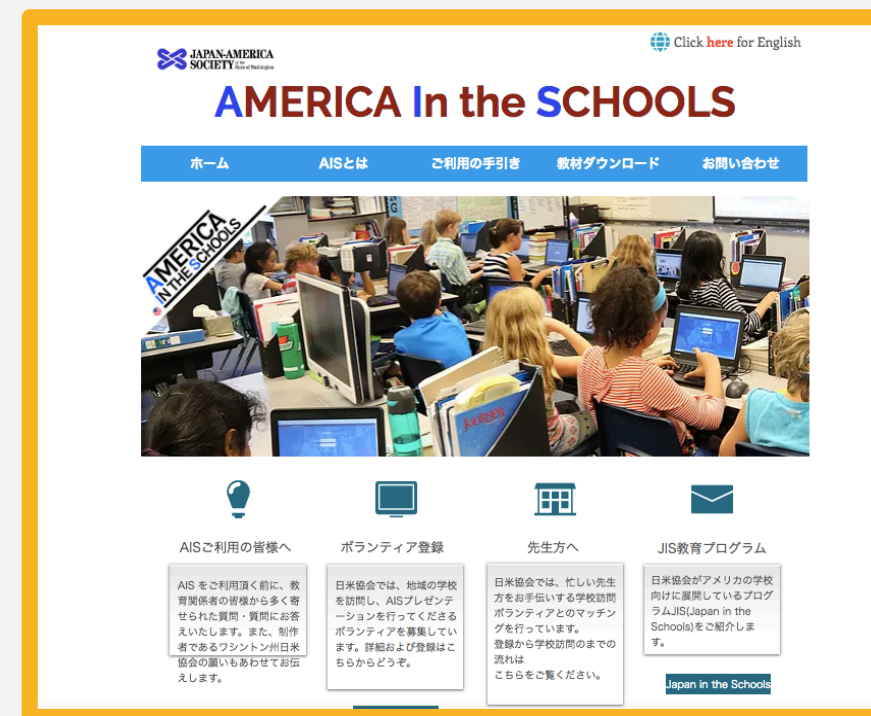 JAPAN-AMERICA
SOCIETY of the State of Washington
Click here for English
AMERICA In the SCHOOLS
ホーム AISとは ご利用の手引き 教材ダウンロード お問い合わせ
AMERICA
IN THE SCHOOLS
AISご利用の皆様へ
AIS をご利用頂く前に、教
育関係者の皆様から多く寄
せられた質問・質問にお答
えいたします。また、制作
者であるワシントン州日米
協会の願いもあわせてお伝
えします。
ボランティア登録
日米協会では、地域の学校
を訪問し、AISプレゼンテ
ーションを行ってくださる
ボランティアを募集してい
ます。詳細および登録はこ
ちらからどうぞ。
先生方へ
日米協会では、忙しい先生
方をお手伝いする学校訪問
ボランティアとのマッチン
グを行っています。
登録から学校訪問のまでの
流れは
こちらをご覧ください。
JIS教育プログラム
日米協会がアメリカの学校
向けに展開しているプログ
ラムJIS(Japan in the
Schools)をご紹介しま
す。
Japan in the Schools